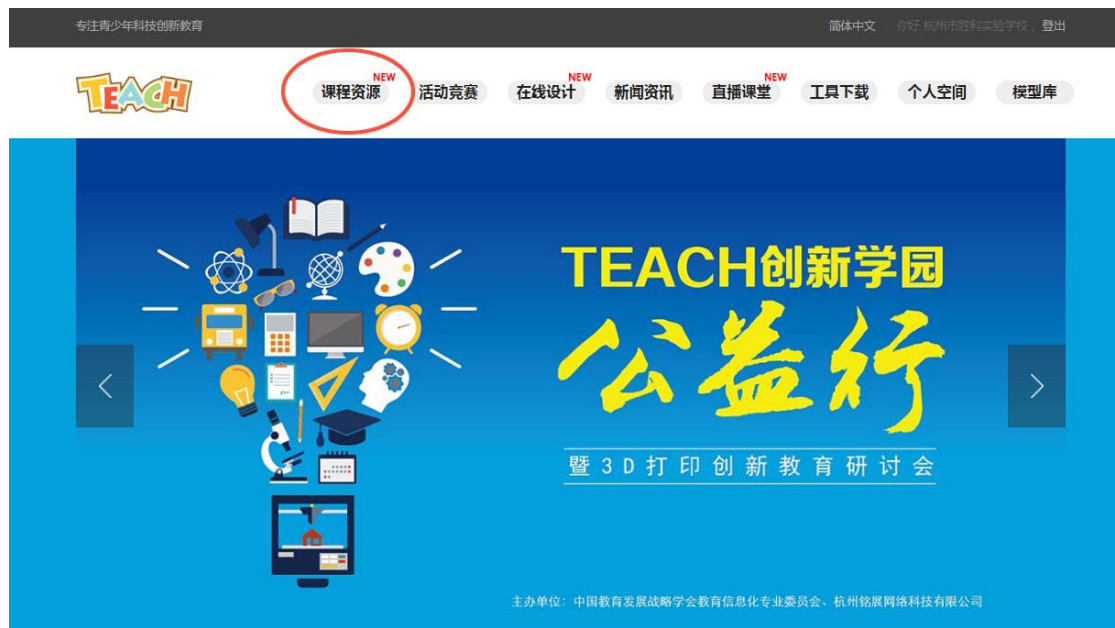 专注青少年科技创新教育
简体中文 你好 杭州市胜利实验学校， 登出
TEACH
课程资源 NEW 活动竞赛 在线设计 NEW 新闻资讯 直播课堂 NEW 工具下载 个人空间 模型库
TEACH创新学园
公益行
暨3D打印创新教育研讨会
主办单位：中国教育发展战略学会教育信息化专业委员会、杭州铭展网络科技有限公司